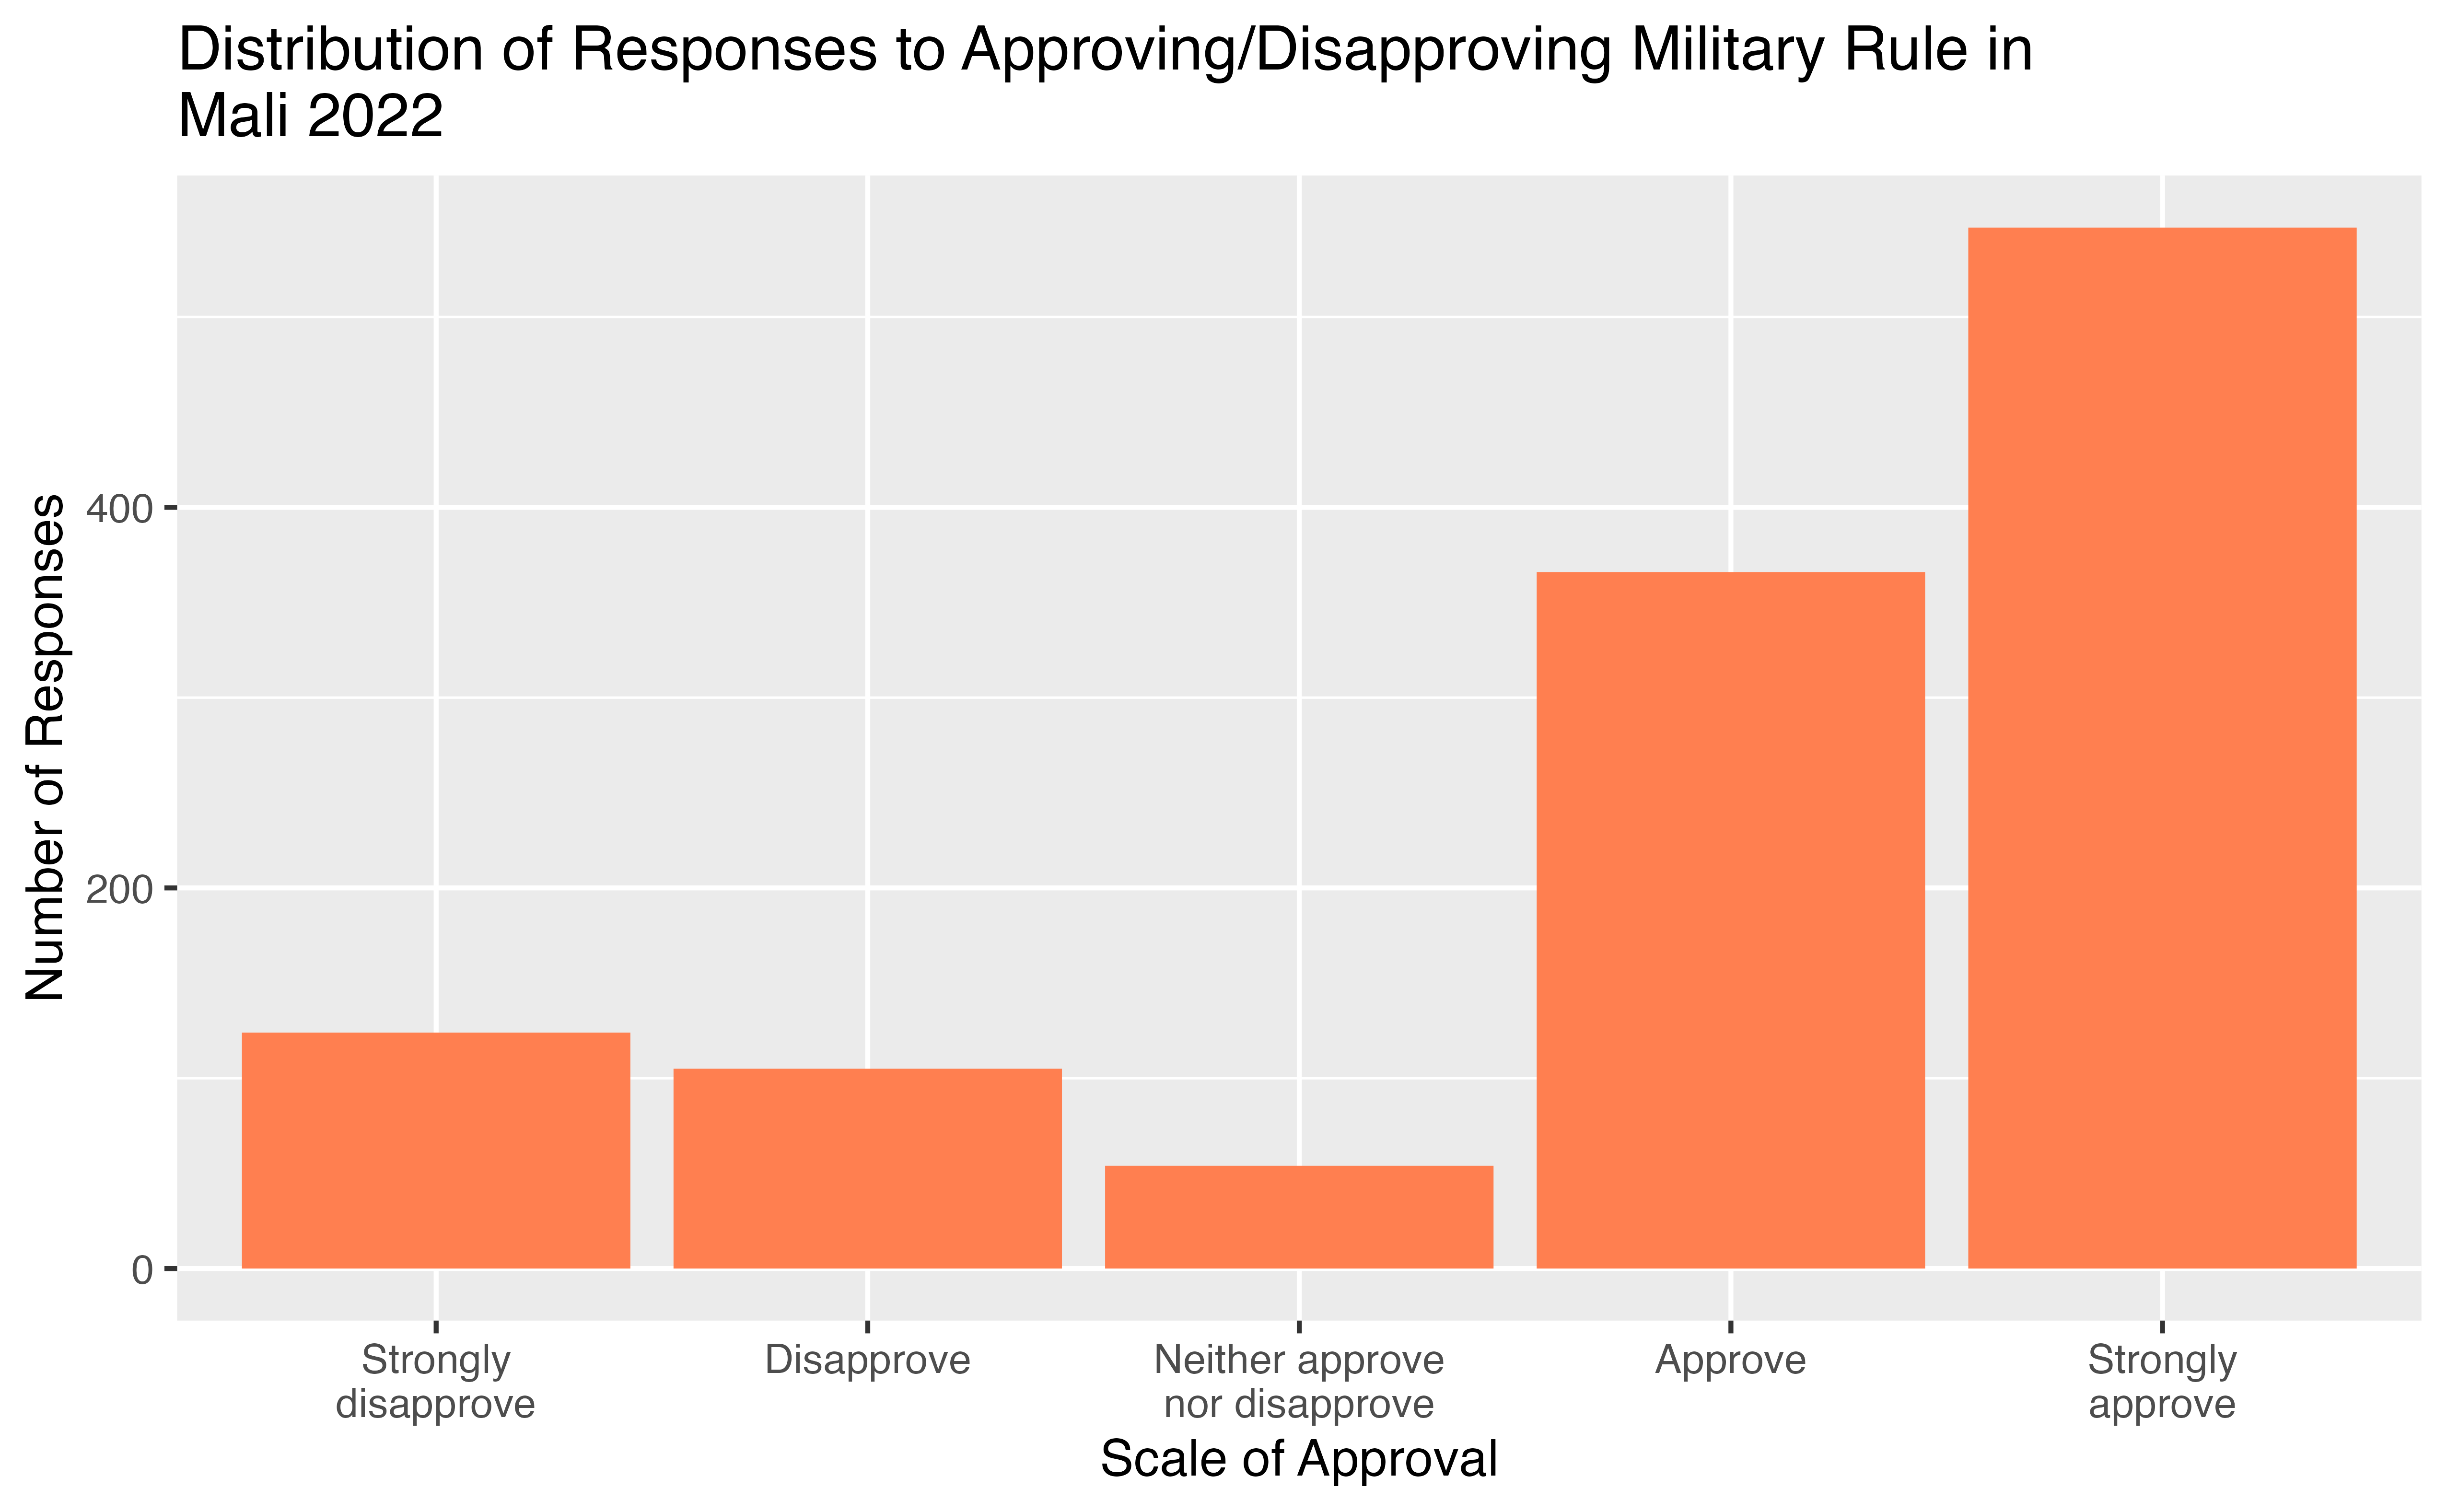 Distribution of Responses to Approving/Disapproving Military Rule in
Mali 2022
Number of Responses
400
200
0
Strongly
disapprove
Disapprove
Neither approve
nor disapprove
Approve
Strongly
approve
Scale of Approval